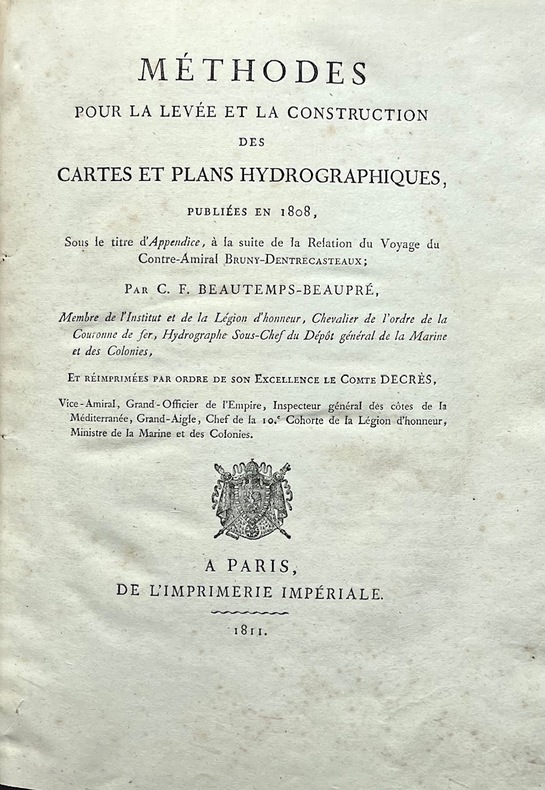 MÉTHODES
POUR LA LEVÉE ET LA CONSTRUCTION
DES
CARTES ET PLANS HYDROGRAPHIQUES,
PUBLIÉES EN 1808,
Sous le titre d'Appendice, à la suite de la Relation du Voyage du
Contre-Amiral BRUNY-DENTRECASTEAUX;
PAR C. F. BEAUTEMPS-BEAUPRÉ,
Membre de l'Institut et de la Légion d'honneur, Chevalier de l'ordre de la
Couronne de fer, Hydrographe Sous-Chef du Dépôt général de la Marine
et des Colonies,
ET RÉIMPRIMÉES PAR ORDRE DE SON EXCELLENCE LE COMTE DECRÈS,
Vice-Amiral, Grand-Officier de l'Empire, Inspecteur général des côtes de la
Méditerranée, Grand-Aigle, Chef de la 10.e Cohorte de la Légion d'honneur,
Ministre de la Marine et des Colonies.
A PARIS,
DE L'IMPRIMERIE IMPÉRIALE.
1811.